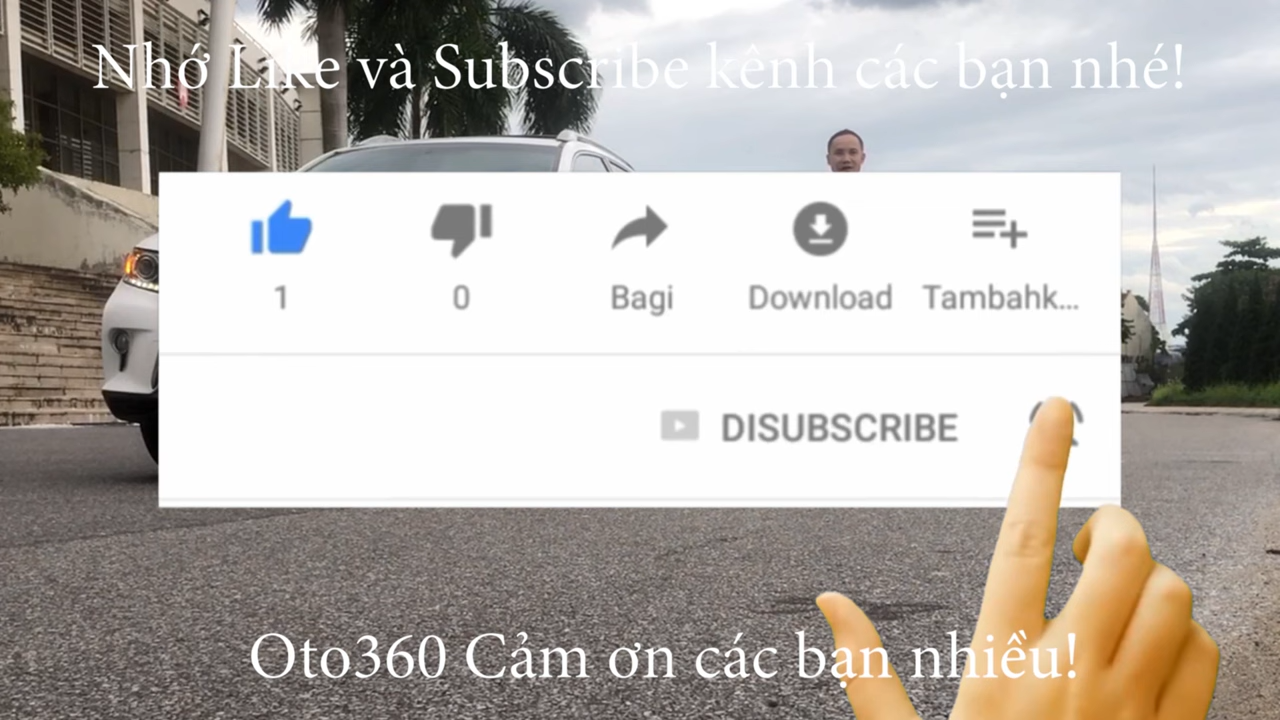 Nhớ Like và Subscribe kênh các bạn nhé!
1 0 Bagi Download Tambahk...
DISUBSCRIBE
Oto360 Cảm ơn các bạn nhiều!